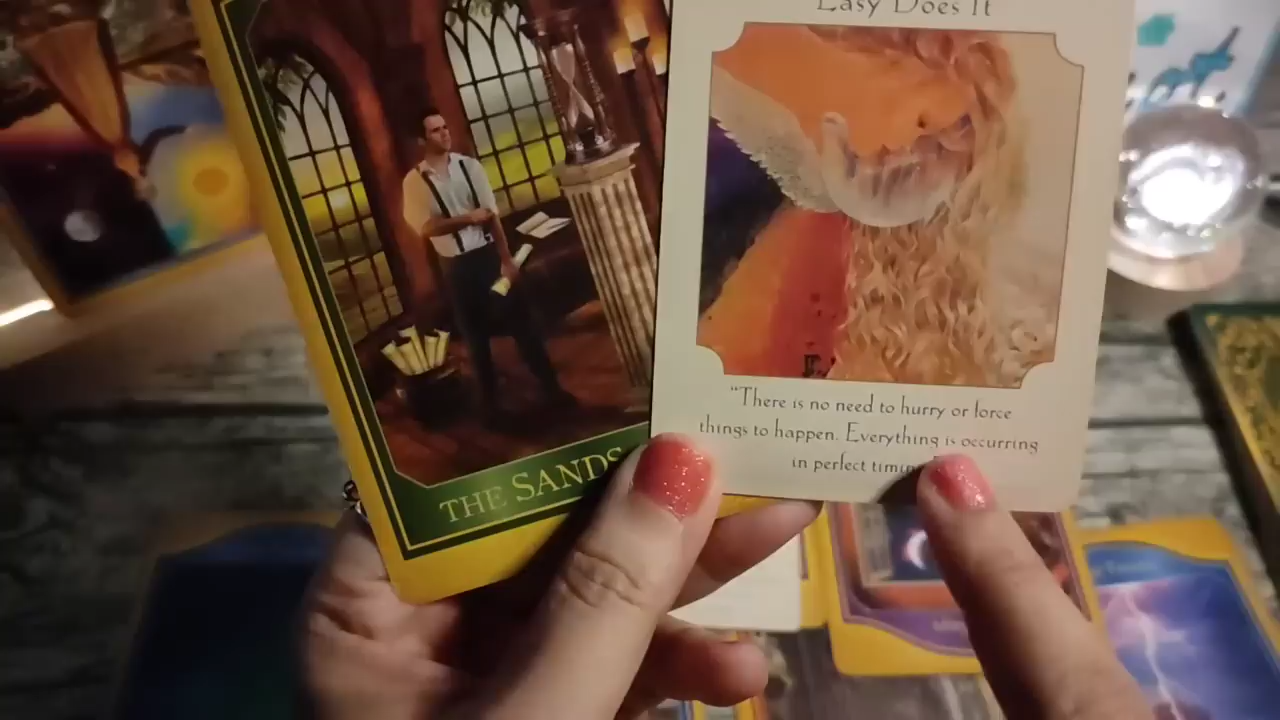 Easy Does It
"There is no need to hurry or force
things to happen. Everything is occurring
in perfect timing
THE SANDS